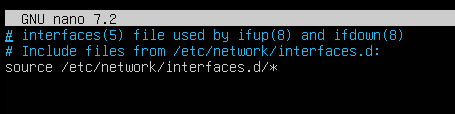 GNU nano 7.2
# interfaces(5) file used by ifup(8) and ifdown(8)
# Include files from /etc/network/interfaces.d:
source /etc/network/interfaces.d/*